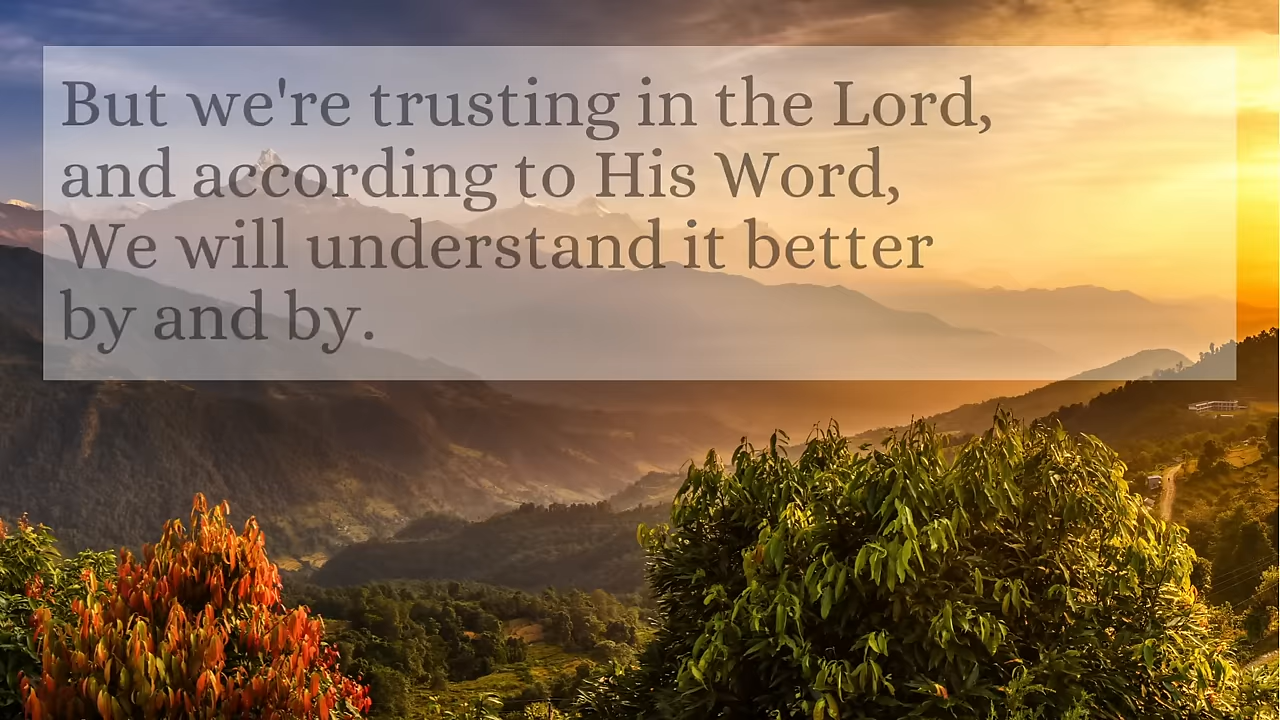 But we're trusting in the Lord,
and according to His Word,
We will understand it better
by and by.